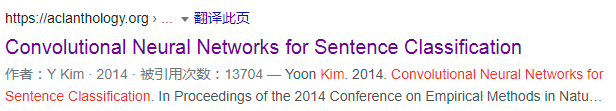 https://aclanthology.org › ... 翻译此页
Convolutional Neural Networks for Sentence Classification
作者：Y Kim · 2014 · 被引用次数：13704 — Yoon Kim. 2014. Convolutional Neural Networks for
Sentence Classification. In Proceedings of the 2014 Conference on Empirical Methods in Natu...